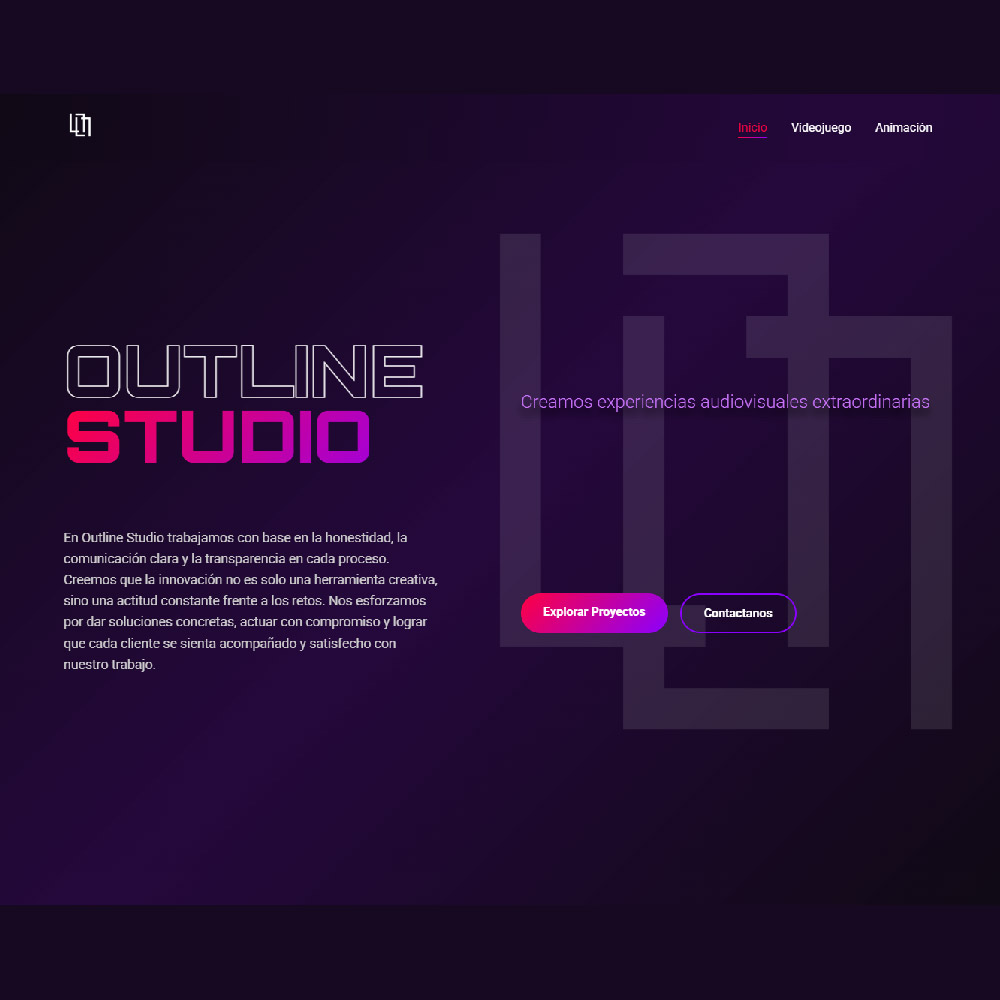 Inicio Videojuego Animación
OUTLINE
STUDIO
En Outline Studio trabajamos con base en la honestidad, la
comunicación clara y la transparencia en cada proceso.
Creemos que la innovación no es solo una herramienta creativa,
sino una actitud constante frente a los retos. Nos esforzamos
por dar soluciones concretas, actuar con compromiso y lograr
que cada cliente se sienta acompañado y satisfecho con
nuestro trabajo.
Creamos experiencias audiovisuales extraordinarias
Explorar Proyectos Contactanos